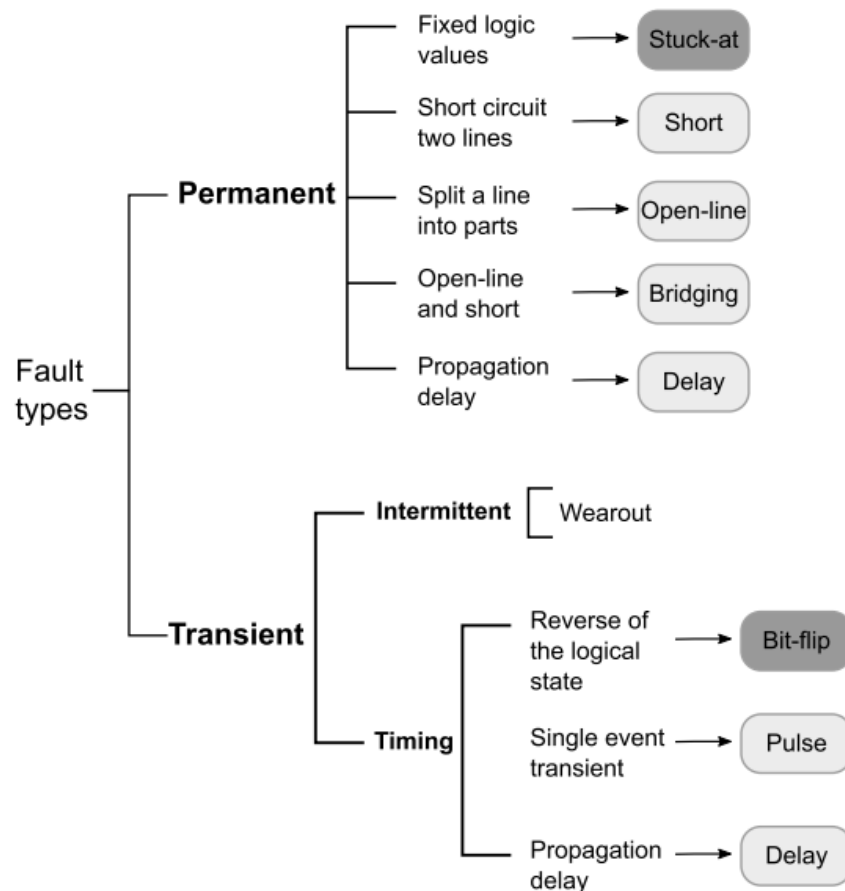 Fixed logic
values
Stuck-at
Short circuit
two lines
Short
Permanent
Split a line
into parts
Open-line
Open-line
and short
Bridging
Propagation
delay
Delay
Fault
types
Intermittent
Wearout
Transient
Reverse of
the logical
state
Bit-flip
Timing
Single event
transient
Pulse
Propagation
delay
Delay